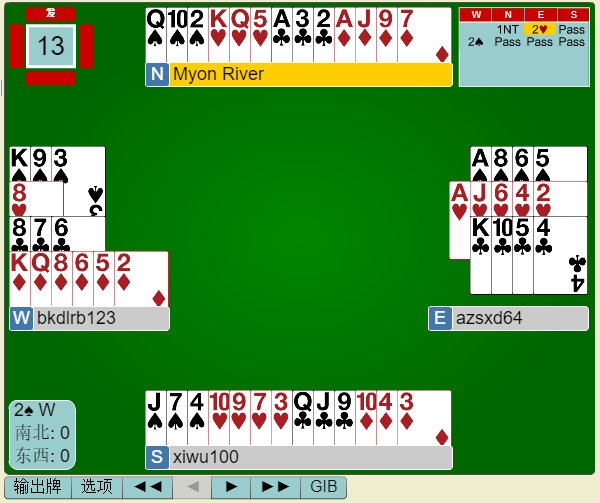 发
13
Q 10 2 K Q 5 A 3 2 A J 9 7
N Myon River
W N E S
1NT 2♥ Pass
2♠ Pass Pass Pass
K 9 3
8
8 7 6
K Q 8 6 5 2
W bkdlrb123
A 8 6 5
A J 6 4 2
K 10 5 4
4
E azsxd64
J 7 4 10 9 7 3 Q J 9 10 4 3
S xiwu100
2♠ W
南北: 0
东西: 0
输出牌 选项 ◄◄ ◄ ► ►► GIB